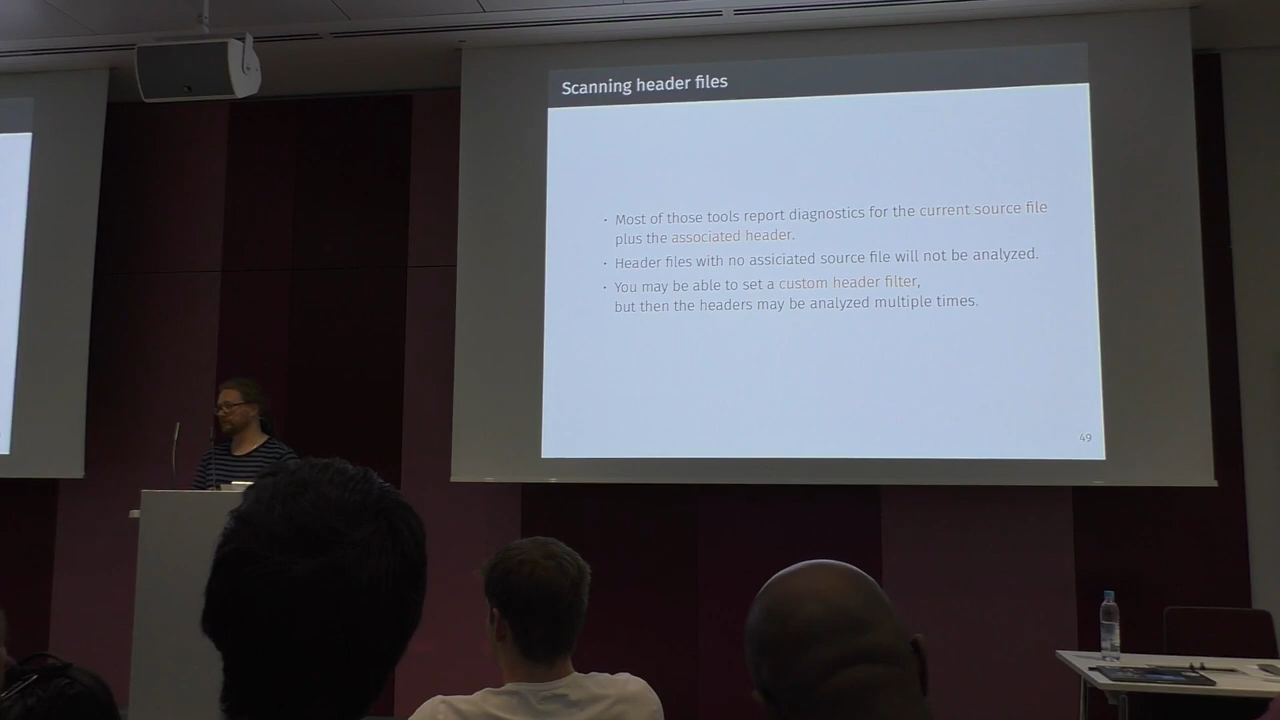 Scanning header files
· Most of those tools report diagnostics for the current source file
plus the associated header.
· Header files with no assiciated source file will not be analyzed.
· You may be able to set a custom header filter,
but then the headers may be analyzed multiple times.
49